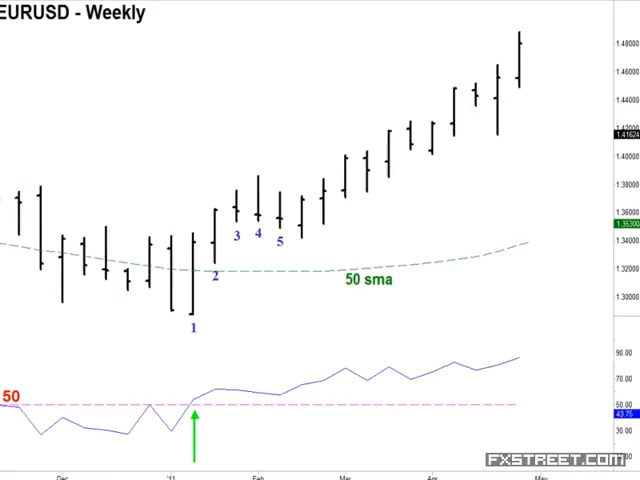 EURUSD - Weekly
1.48000
1.46000
1.42000
1.41624
1.40000
1.38000
1.36000
1.35300
1.34000
1.32000
1.30000
1
2
3
4
5
50 sma
50
90.00
70.00
50.00
43.75
30.00
Dec
'11
Feb
Mar
Apr
May
FXSTREET.COM